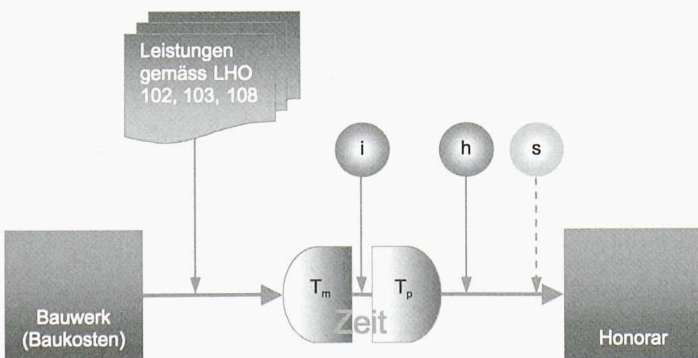 Leistungen
gemäss LHO
102, 103, 108
i
h
s
Bauwerk
(Baukosten)
Tm
Tp
Zeit
Honorar